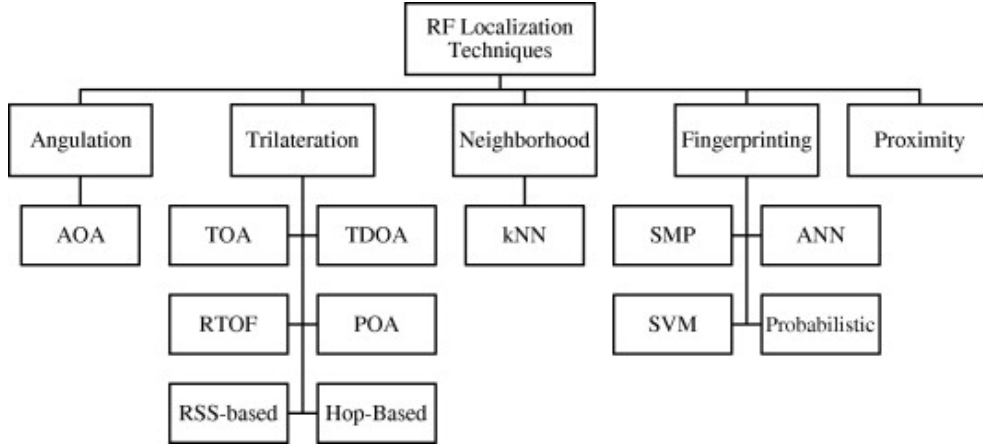 RF Localization
Techniques
Angulation
Trilateration
Neighborhood
Fingerprinting
Proximity
AOA
TOA
TDOA
kNN
SMP
ANN
RTOF
POA
SVM
Probabilistic
RSS-based
Hop-Based